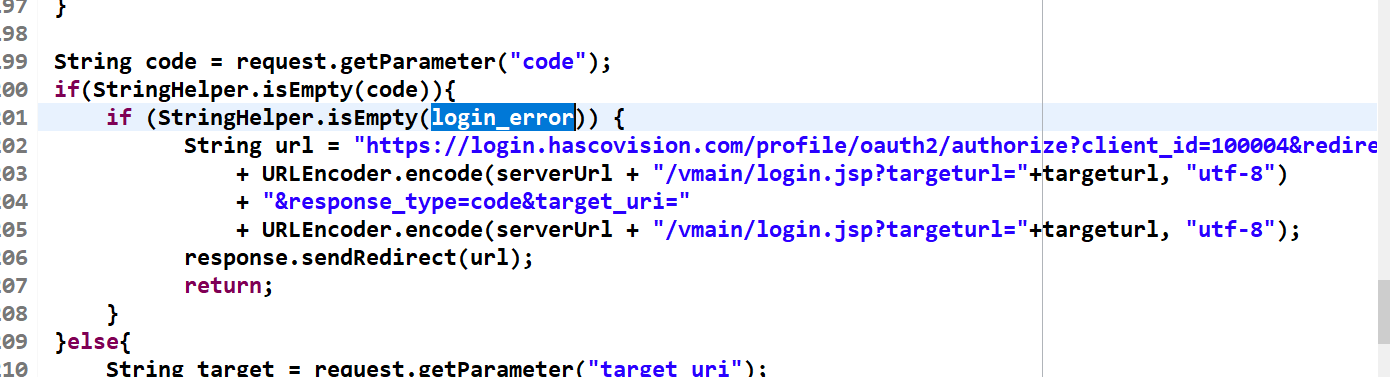 97 }
98
99 String code = request.getParameter("code");
00 if(StringHelper.isEmpty(code)){
01 if (StringHelper.isEmpty(login_error)) {
02 String url = "https://login.hascovision.com/profile/oauth2/authorize?client_id=100004&redire
03 + URLEncoder.encode(serverUrl + "/vmain/login.jsp?targeturl="+targeturl, "utf-8")
04 + "&response_type=code&target_uri="
05 + URLEncoder.encode(serverUrl + "/vmain/login.jsp?targeturl="+targeturl, "utf-8");
06 response.sendRedirect(url);
07 return;
08 }
09 }else{
10 String target = request.getParameter("target_uri");